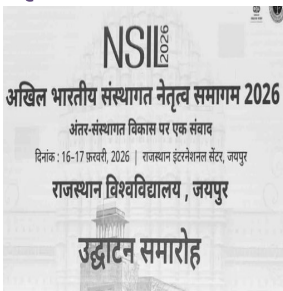 NSIL 2026
अखिल भारतीय संस्थागत नेतृत्व समागम 2026
अंतर-संस्थागत विकास पर एक संवाद
दिनांक : 16-17 फ़रवरी, 2026 | राजस्थान इंटरनेशनल सेंटर, जयपुर
राजस्थान विश्वविद्यालय , जयपुर
उद्घाटन समारोह